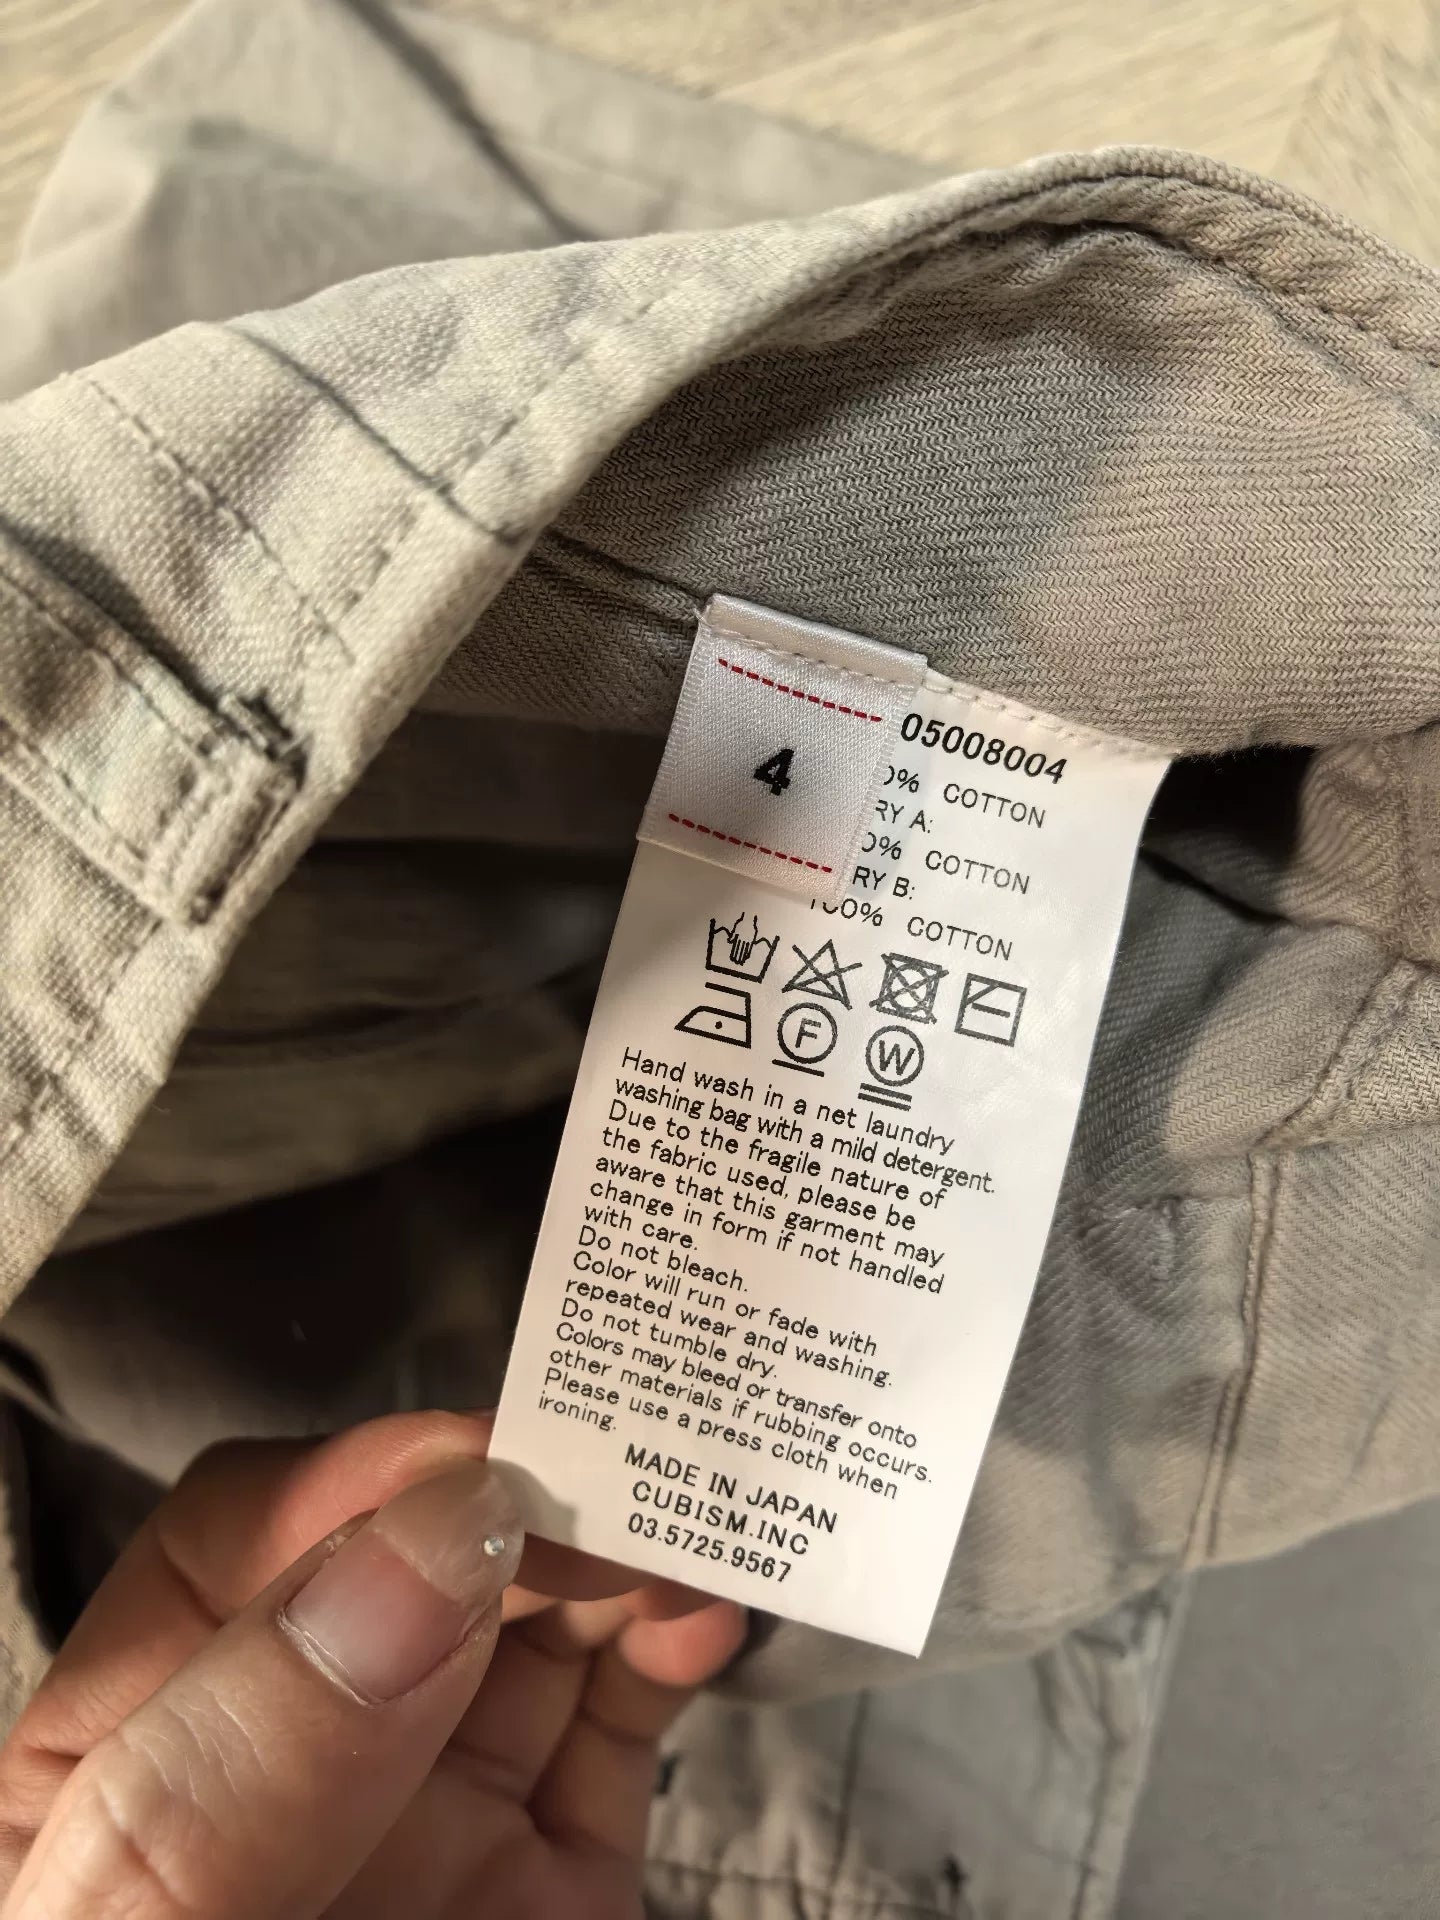 4
05008004
0% COTTON
RY A:
0% COTTON
RY B:
100% COTTON
F
W
Hand wash in a net laundry
washing bag with a mild detergent.
Due to the fragile nature of
the fabric used, please be
aware that this garment may
change in form if not handled
with care.
Do not bleach.
Color will run or fade with
repeated wear and washing.
Do not tumble dry.
Colors may bleed or transfer onto
other materials if rubbing occurs.
Please use a press cloth when
ironing.
MADE IN JAPAN
CUBISM.INC
03.5725.9567